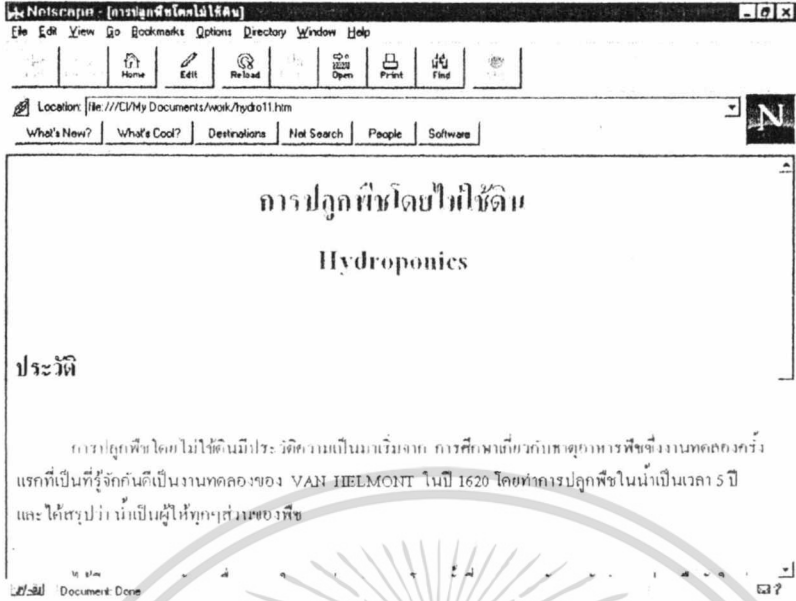 Netscape - [การปลูกพืชโดยไม่ใช้ดิน]
File Edit View Go Bookmarks Options Directory Window Help
Home Edit Reload Open Print Find
Location: file:///C|/My Documents/work/hydro11.htm
What's New? What's Cool? Destinations Net Search People Software
N
การปลูกพืชโดยไม่ใช้ดิน
Hydroponics
ประวัติ
การปลูกพืชโดยไม่ใช้ดินมีประวัติความเป็นมาเริ่มจาก การศึกษาเกี่ยวกับธาตุอาหารพืชซึ่งงานทดลองครั้ง
แรกที่เป็นที่รู้จักกันดีเป็นงานทดลองของ VAN HELMONT ในปี 1620 โดยทำการปลูกพืชในน้ำเป็นเวลา 5 ปี
และได้สรุปว่า น้ำเป็นผู้ให้ทุกๆส่วนของพืช
Document: Done